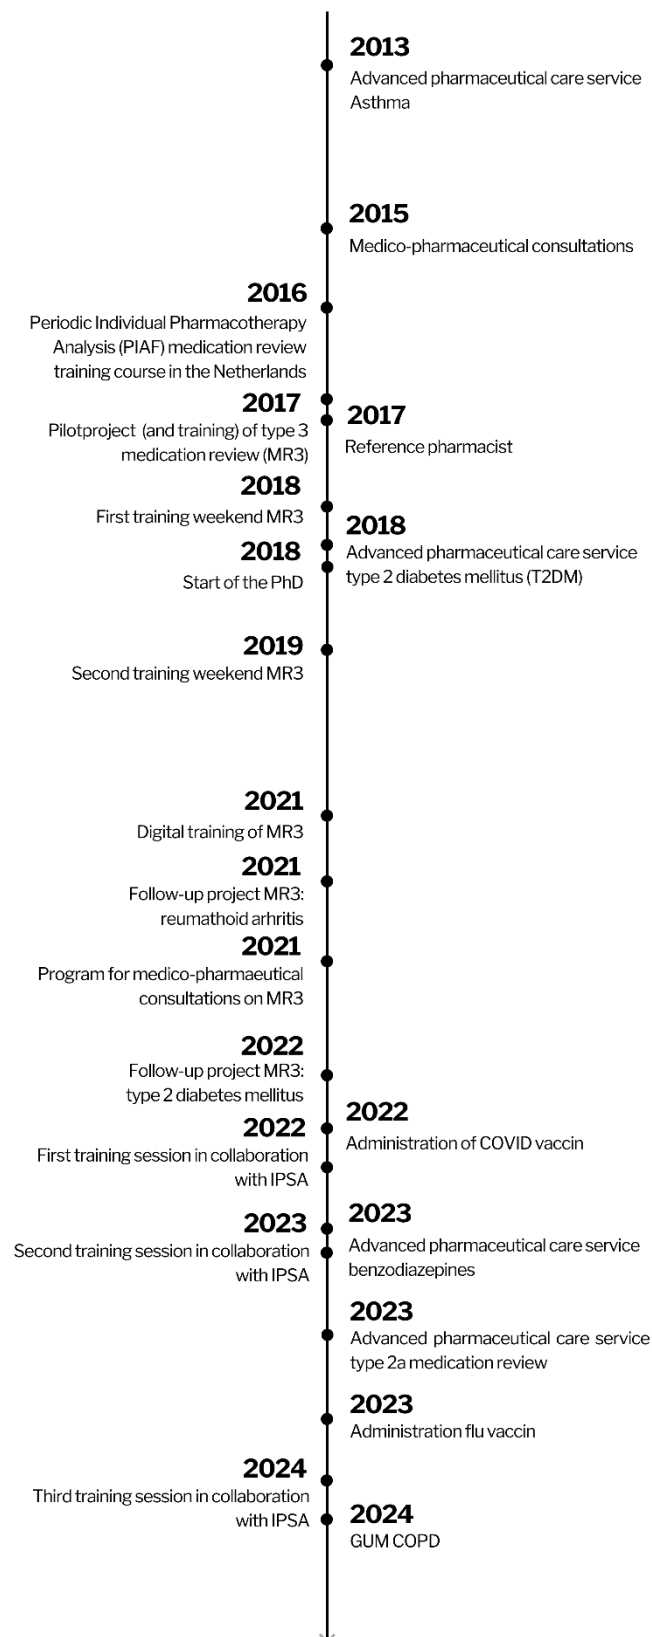 2013
Advanced pharmaceutical care service
Asthma
2015
Medico-pharmaceutical consultations
2016
Periodic Individual Pharmacotherapy
Analysis (PIAF) medication review
training course in the Netherlands
2017
Pilotproject (and training) of type 3
medication review (MR3)
2017
Reference pharmacist
2018
First training weekend MR3
2018
Advanced pharmaceutical care service
type 2 diabetes mellitus (T2DM)
2018
Start of the PhD
2019
Second training weekend MR3
2021
Digital training of MR3
2021
Follow-up project MR3:
reumathoid arhritis
2021
Program for medico-pharmaeutical
consultations on MR3
2022
Follow-up project MR3:
type 2 diabetes mellitus
2022
Administration of COVID vaccin
2022
First training session in collaboration
with IPSA
2023
Advanced pharmaceutical care service
benzodiazepines
2023
Second training session in collaboration
with IPSA
2023
Advanced pharmaceutical care service
type 2a medication review
2023
Administration flu vaccin
2024
Third training session in collaboration
with IPSA
2024
GUM COPD